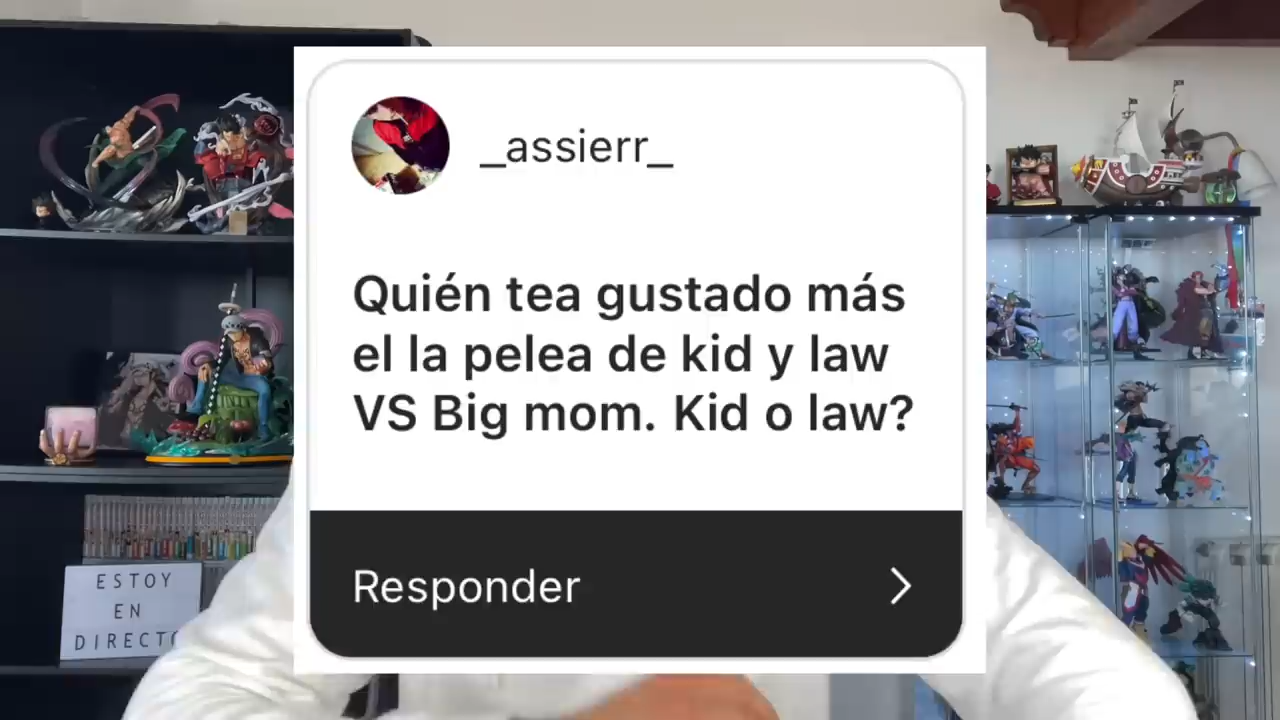 _assierr_
Quién tea gustado más
el la pelea de kid y law
VS Big mom. Kid o law?
Responder
ESTOY
EN
DIRECTO